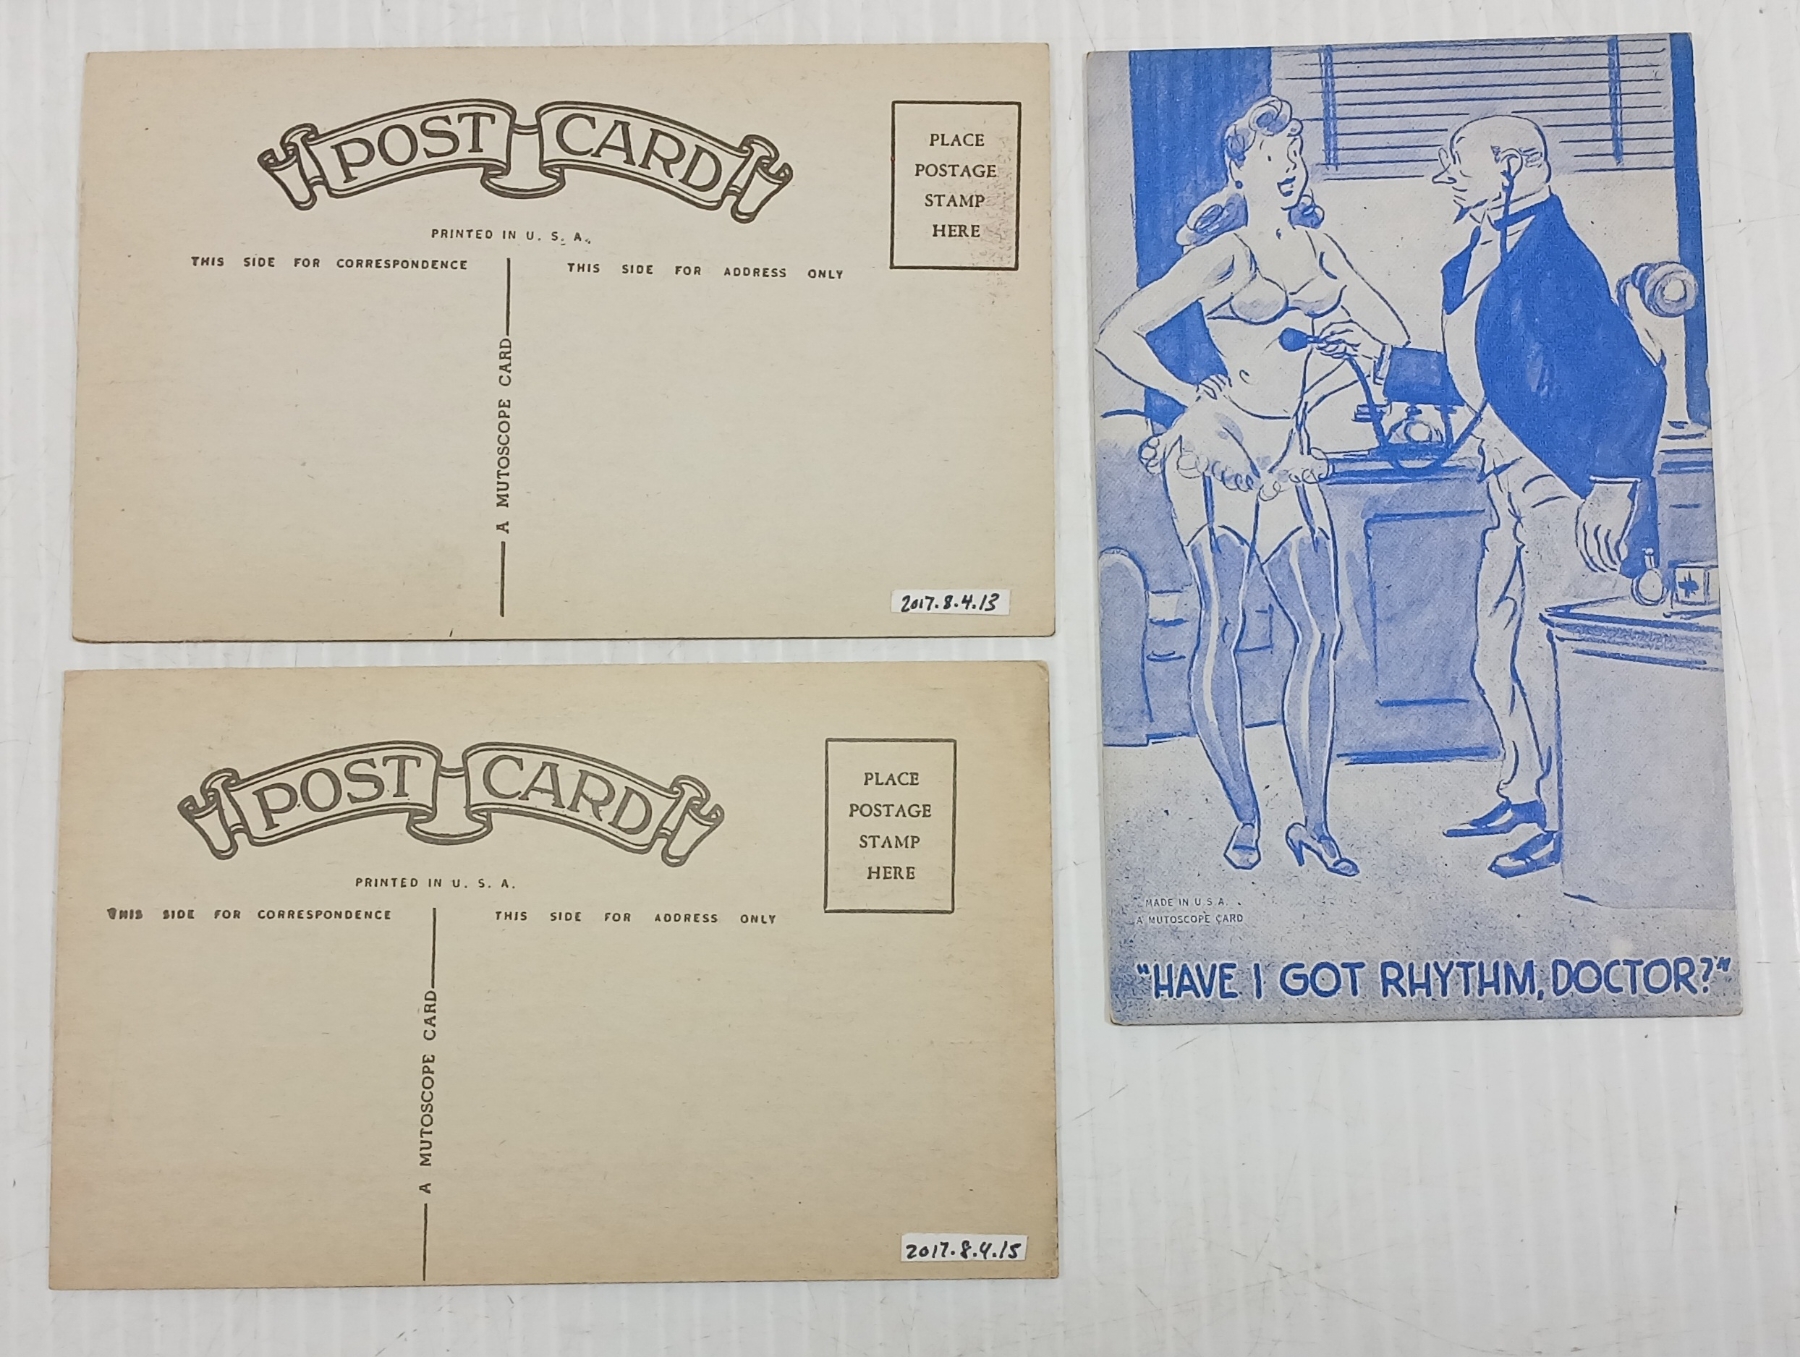 POST CARD
PLACE
POSTAGE
STAMP
HERE
PRINTED IN U. S. A.
THIS SIDE FOR CORRESPONDENCE
THIS SIDE FOR ADDRESS ONLY
A MUTOSCOPE CARD
2017.8.4.13
POST CARD
PLACE
POSTAGE
STAMP
HERE
PRINTED IN U. S. A.
THIS SIDE FOR CORRESPONDENCE
THIS SIDE FOR ADDRESS ONLY
A MUTOSCOPE CARD
2017.8.4.15
MADE IN U.S.A.
A MUTOSCOPE CARD
"HAVE I GOT RHYTHM, DOCTOR?"